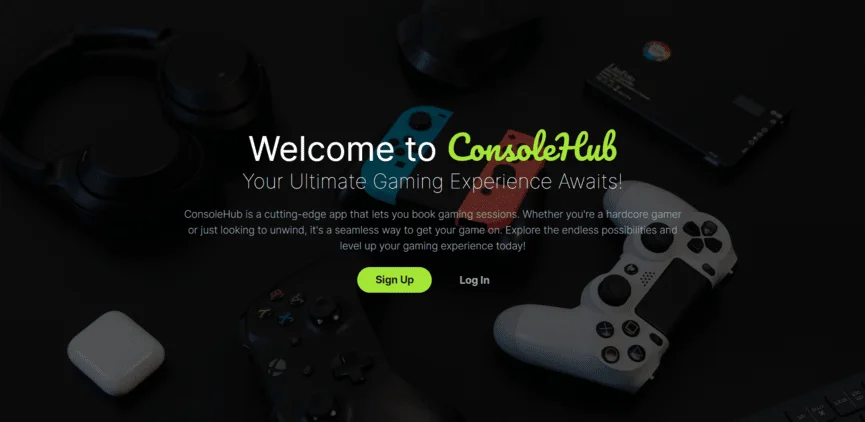 Welcome to ConsoleHub
Your Ultimate Gaming Experience Awaits!
ConsoleHub is a cutting-edge app that lets you book gaming sessions. Whether you're a hardcore gamer
or just looking to unwind, it's a seamless way to get your game on. Explore the endless possibilities and
level up your gaming experience today!
Sign Up
Log In